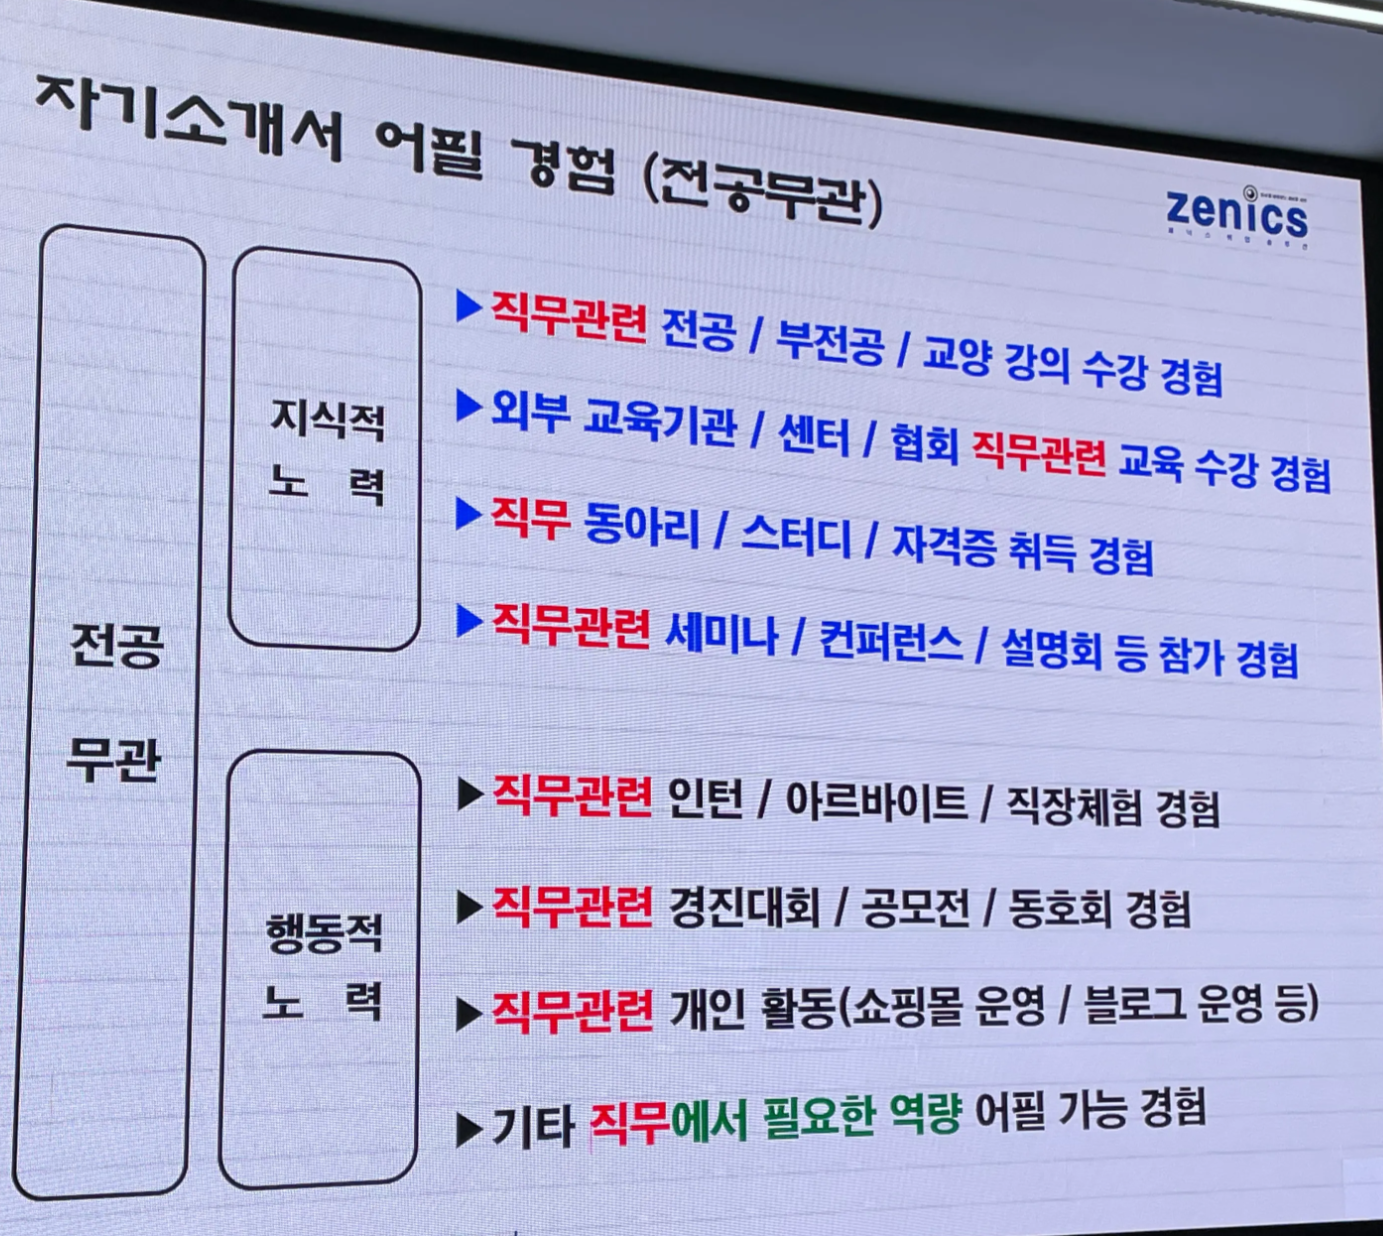 자기소개서 어필 경험 (전공무관)
zenics
전공
무관
지식적
노 력
▶직무관련 전공 / 부전공 / 교양 강의 수강 경험
▶외부 교육기관 / 센터 / 협회 직무관련 교육 수강 경험
▶직무 동아리 / 스터디 / 자격증 취득 경험
▶직무관련 세미나 / 컨퍼런스 / 설명회 등 참가 경험
행동적
노 력
▶직무관련 인턴 / 아르바이트 / 직장체험 경험
▶직무관련 경진대회 / 공모전 / 동호회 경험
▶직무관련 개인 활동(쇼핑몰 운영 / 블로그 운영 등)
▶기타 직무에서 필요한 역량 어필 가능 경험